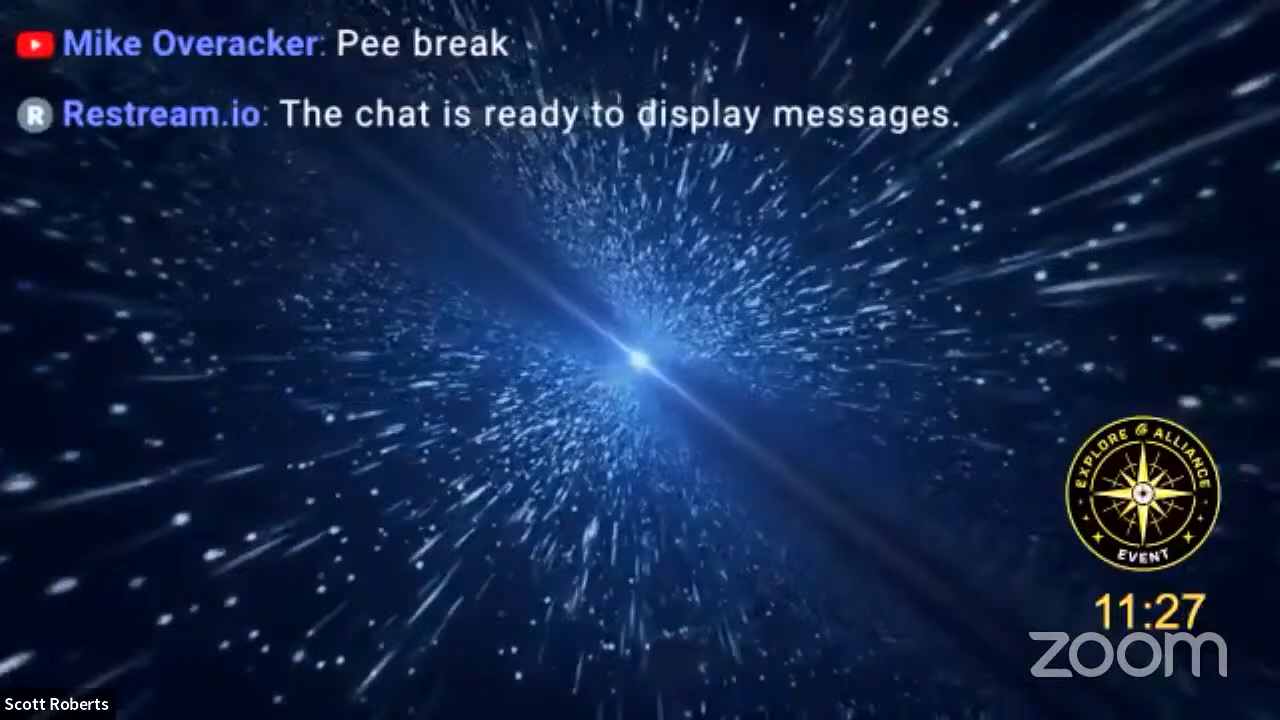 Mike Overacker: Pee break
R Restream.io: The chat is ready to display messages.
EXPLORE ALLIANCE
EVENT
11:27
zoom
Scott Roberts